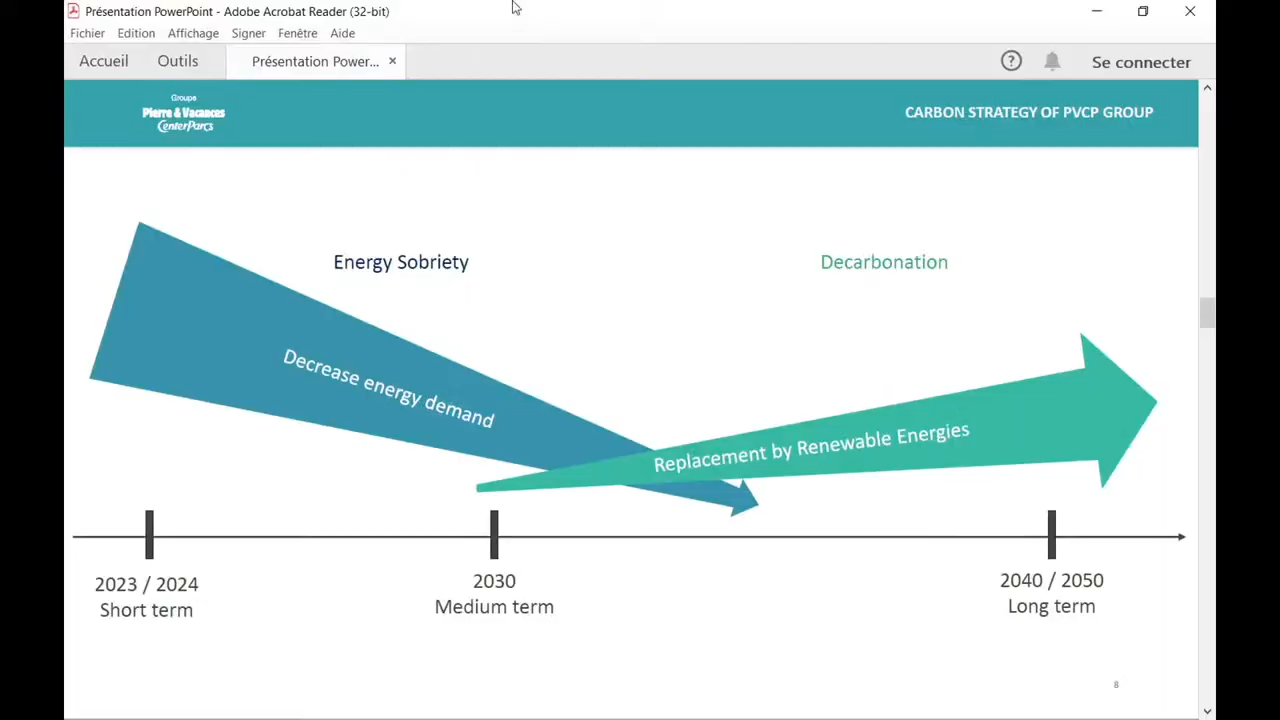 Présentation PowerPoint - Adobe Acrobat Reader (32-bit)
Fichier Edition Affichage Signer Fenêtre Aide
Accueil Outils Présentation Power... × ? Se connecter
Groupe
Pierre & Vacances
CenterParcs
CARBON STRATEGY OF PVCP GROUP
Energy Sobriety
Decarbonation
Decrease energy demand
Replacement by Renewable Energies
2023 / 2024
Short term
2030
Medium term
2040 / 2050
Long term
8